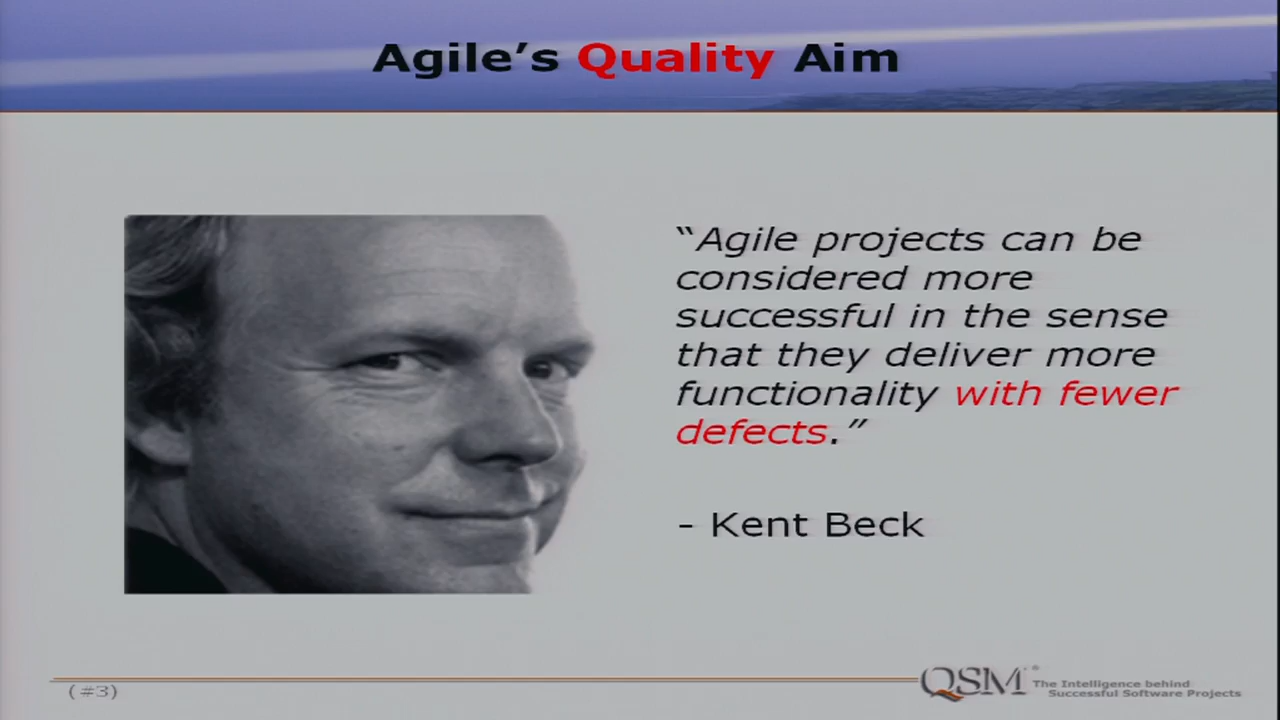 Agile’s Quality Aim
“Agile projects can be
considered more
successful in the sense
that they deliver more
functionality with fewer
defects.”
- Kent Beck
(#3)
QSM®
The Intelligence behind
Successful Software Projects